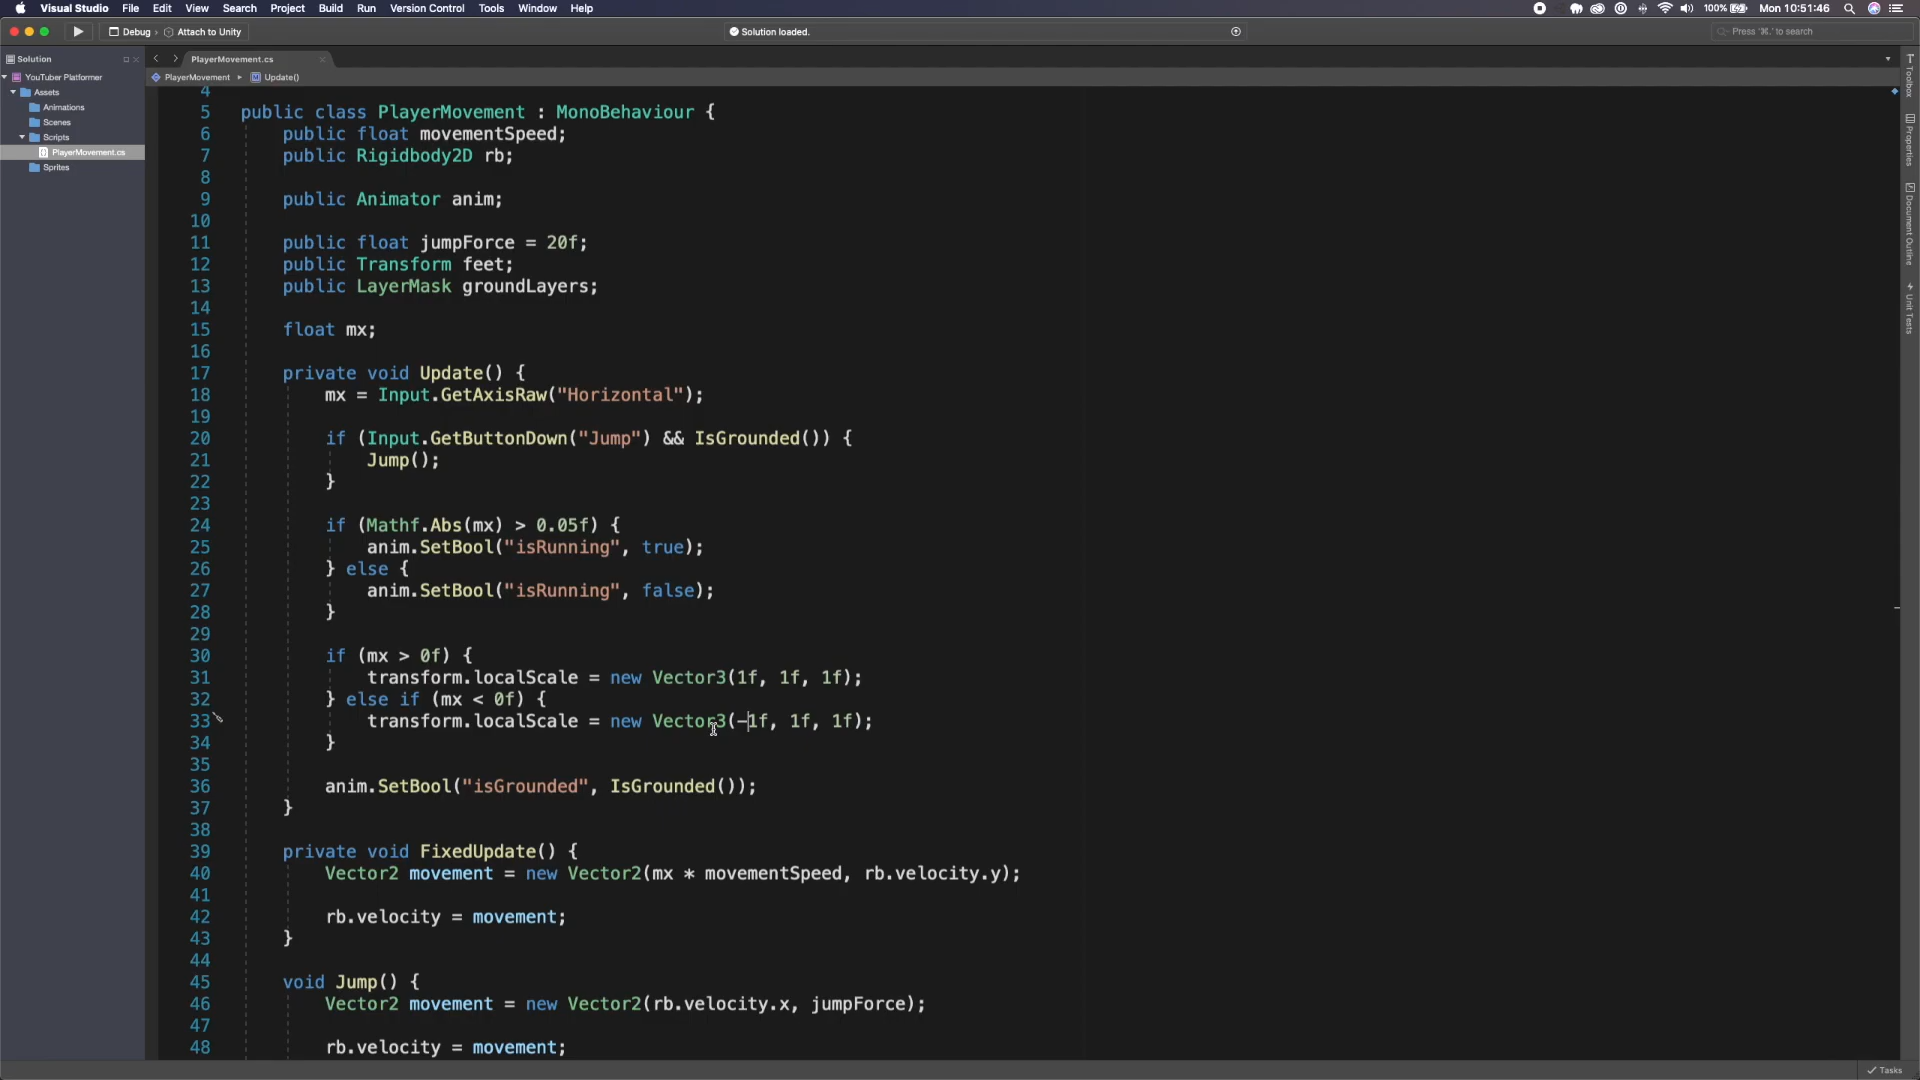 Visual Studio File Edit View Search Project Build Run Version Control Tools Window Help 100% Mon 10:51:46
Debug › Attach to Unity Solution loaded. Press '⌘.' to search
Solution PlayerMovement.cs
YouTuber Platformer PlayerMovement Update()
Assets
Animations
Scenes
Scripts
PlayerMovement.cs
Sprites
Toolbox
Properties
Document Outline
Unit Tests
4
5 public class PlayerMovement : MonoBehaviour {
6 public float movementSpeed;
7 public Rigidbody2D rb;
8
9 public Animator anim;
10
11 public float jumpForce = 20f;
12 public Transform feet;
13 public LayerMask groundLayers;
14
15 float mx;
16
17 private void Update() {
18 mx = Input.GetAxisRaw("Horizontal");
19
20 if (Input.GetButtonDown("Jump") && IsGrounded()) {
21 Jump();
22 }
23
24 if (Mathf.Abs(mx) > 0.05f) {
25 anim.SetBool("isRunning", true);
26 } else {
27 anim.SetBool("isRunning", false);
28 }
29
30 if (mx > 0f) {
31 transform.localScale = new Vector3(1f, 1f, 1f);
32 } else if (mx < 0f) {
33 transform.localScale = new Vector3(-1f, 1f, 1f);
34 }
35
36 anim.SetBool("isGrounded", IsGrounded());
37 }
38
39 private void FixedUpdate() {
40 Vector2 movement = new Vector2(mx * movementSpeed, rb.velocity.y);
41
42 rb.velocity = movement;
43 }
44
45 void Jump() {
46 Vector2 movement = new Vector2(rb.velocity.x, jumpForce);
47
48 rb.velocity = movement;
Tasks